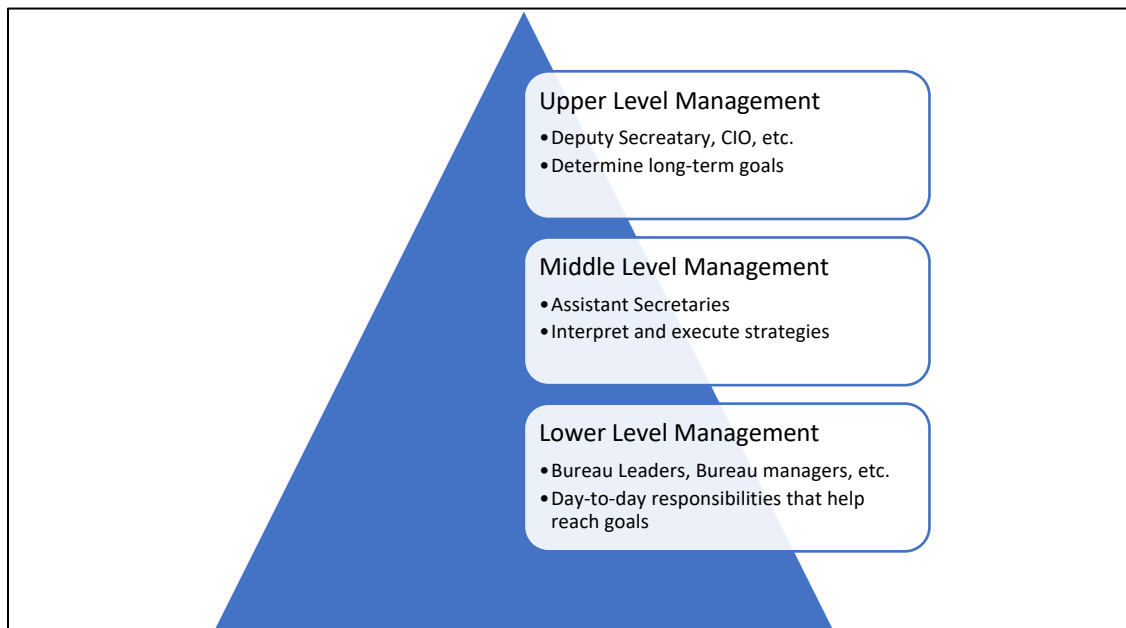 Upper Level Management
•Deputy Secreatary, CIO, etc.
•Determine long-term goals
Middle Level Management
•Assistant Secretaries
•Interpret and execute strategies
Lower Level Management
•Bureau Leaders, Bureau managers, etc.
•Day-to-day responsibilities that help
reach goals